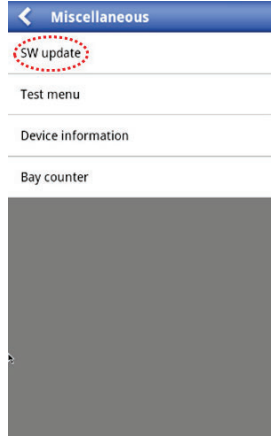 Miscellaneous
SW update
Test menu
Device information
Bay counter